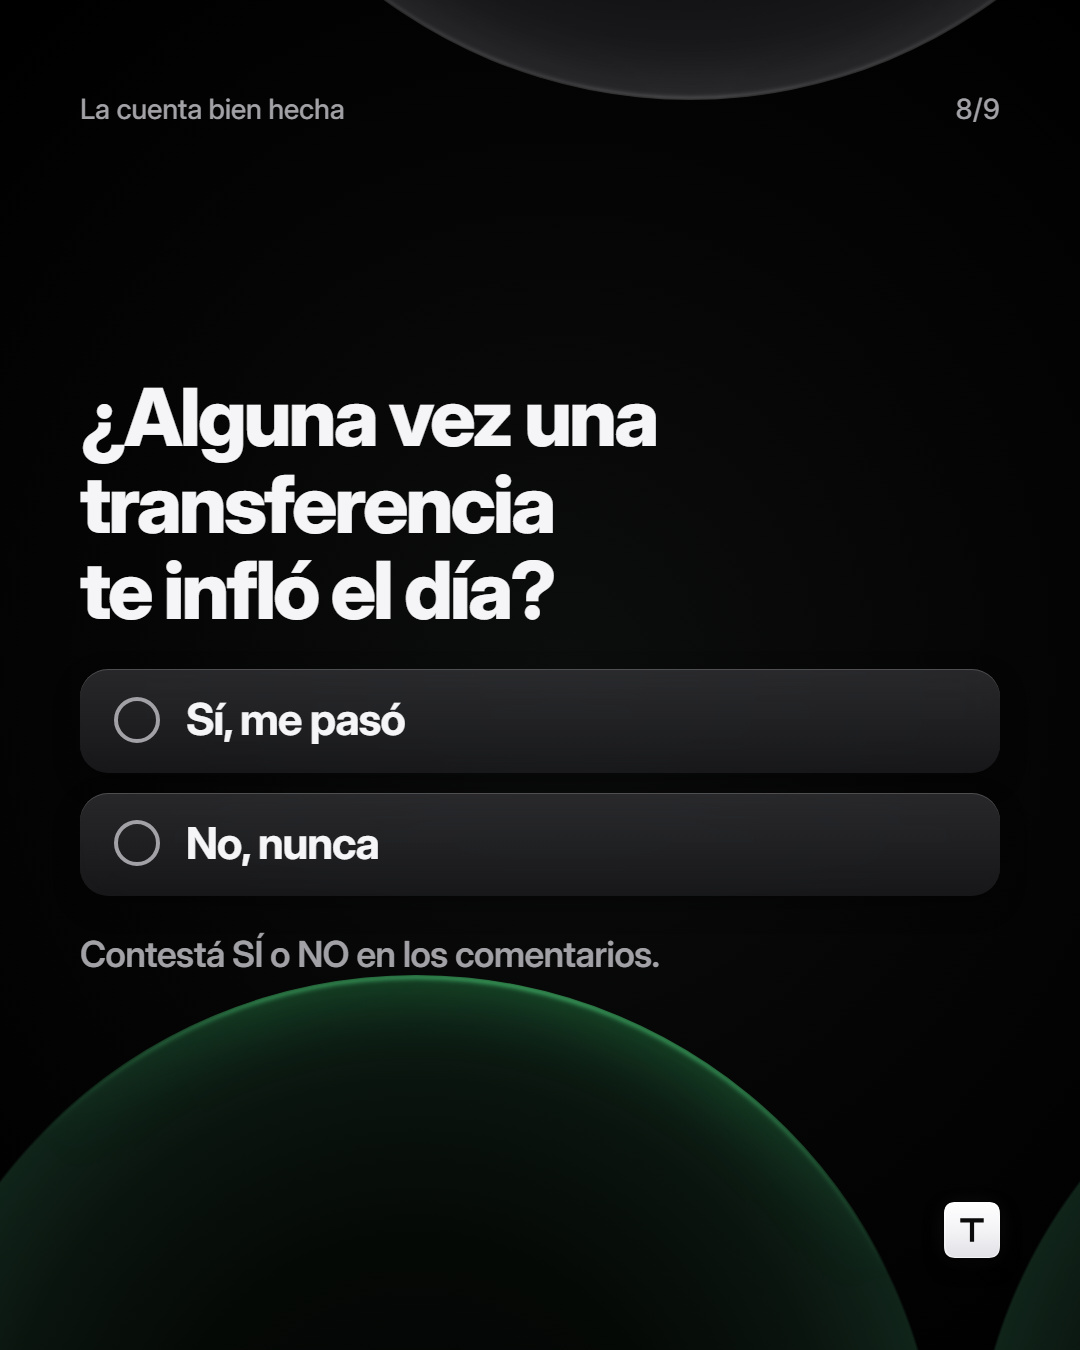 La cuenta bien hecha
8/9
¿Alguna vez una
transferencia
te infló el día?
Sí, me pasó
No, nunca
Contestá SÍ o NO en los comentarios.
T